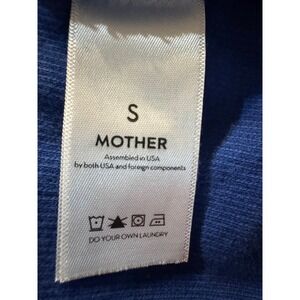 S
MOTHER
Assembled in USA
by both USA and foreign components
DO YOUR OWN LAUNDRY